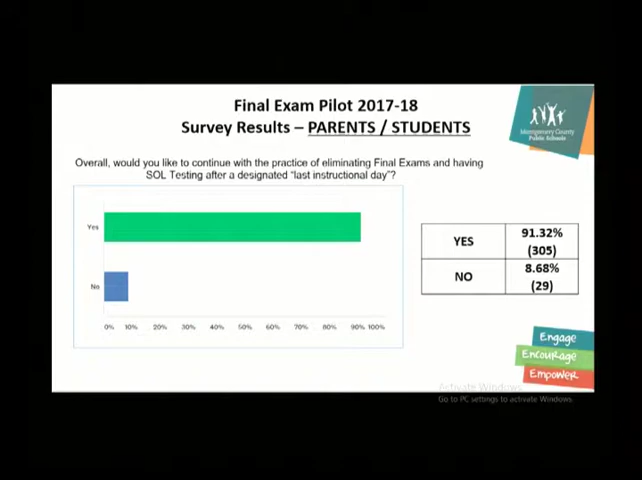 Final Exam Pilot 2017-18
Survey Results – PARENTS / STUDENTS
Montgomery County
Public Schools
Overall, would you like to continue with the practice of eliminating Final Exams and having
SOL Testing after a designated "last instructional day"?
Yes
No
0% 10% 20% 30% 40% 50% 60% 70% 80% 90% 100%
YES 91.32%
(305)
NO 8.68%
(29)
Engage
Encourage
Empower
Activate Windows
Go to PC settings to activate Windows.